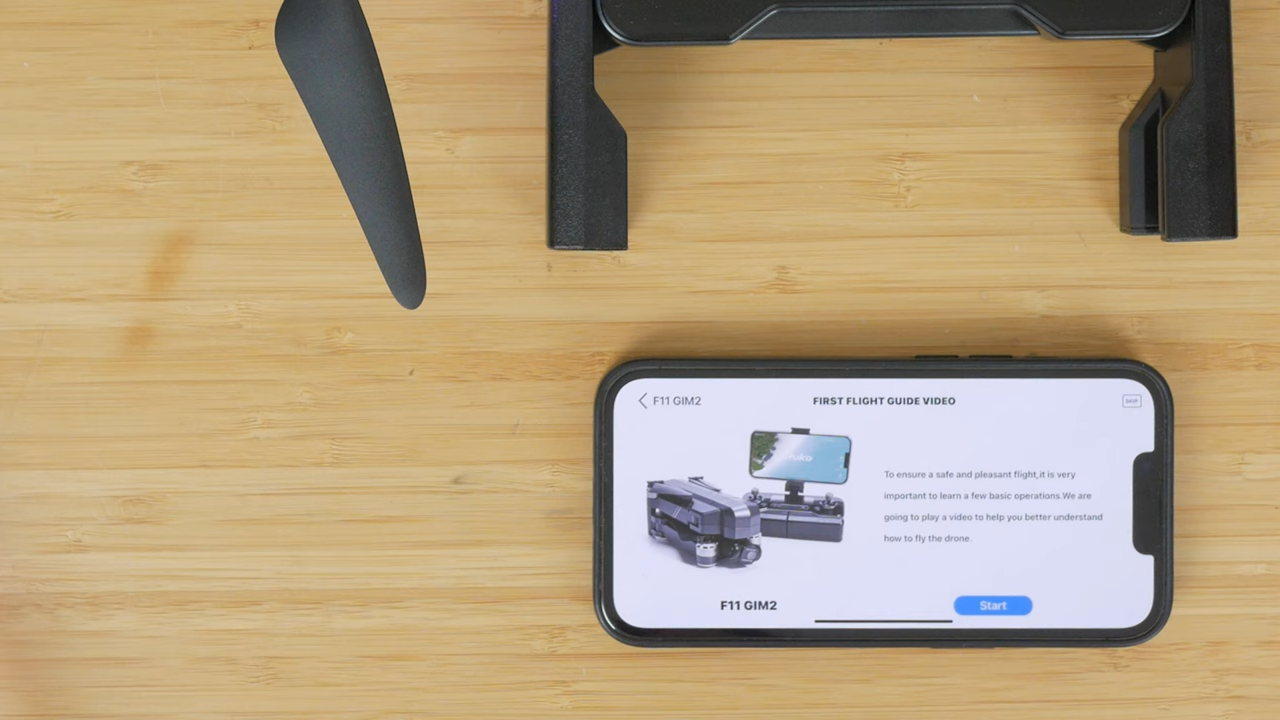 F11 GIM2
FIRST FLIGHT GUIDE VIDEO
SKIP
To ensure a safe and pleasant flight,it is very
important to learn a few basic operations.We are
going to play a video to help you better understand
how to fly the drone.
F11 GIM2
Start